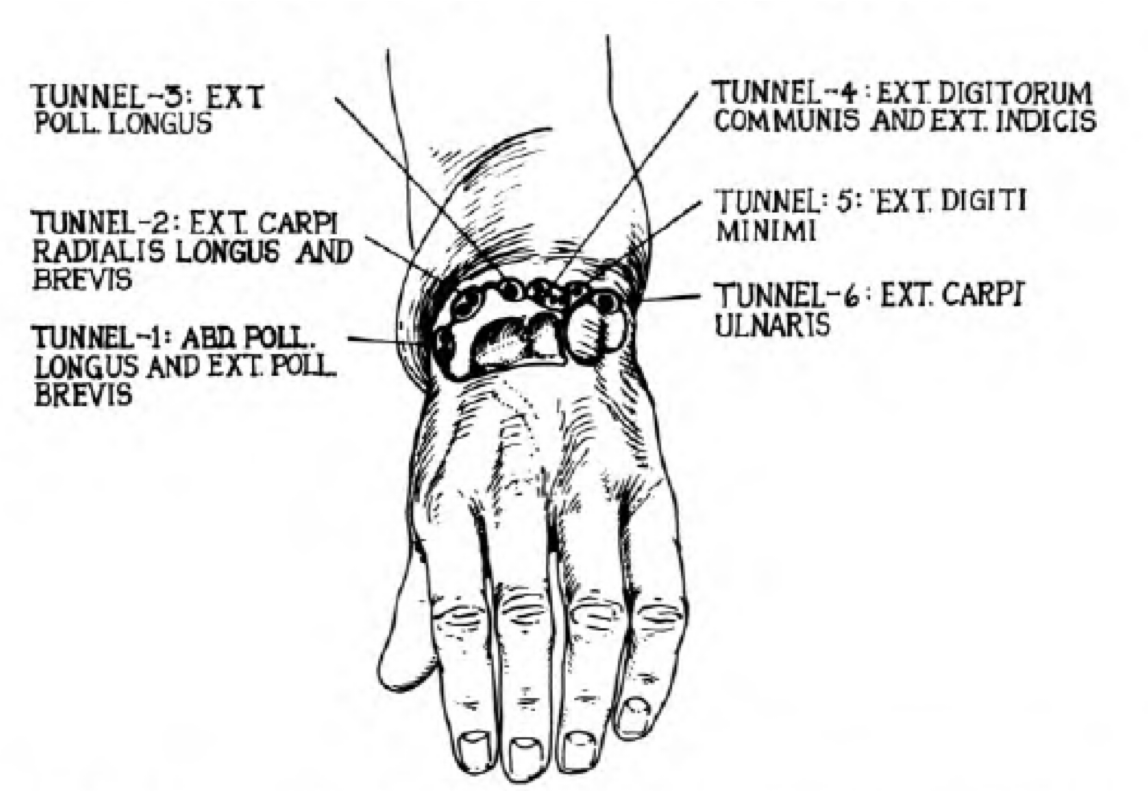 TUNNEL-3: EXT
POLL. LONGUS
TUNNEL-2: EXT. CARPI
RADIALIS LONGUS AND
BREVIS
TUNNEL-1: ABD. POLL.
LONGUS AND EXT. POLL.
BREVIS
TUNNEL-4: EXT. DIGITORUM
COMMUNIS AND EXT. INDICIS
TUNNEL: 5: EXT. DIGITI
MINIMI
TUNNEL-6: EXT. CARPI
ULNARIS